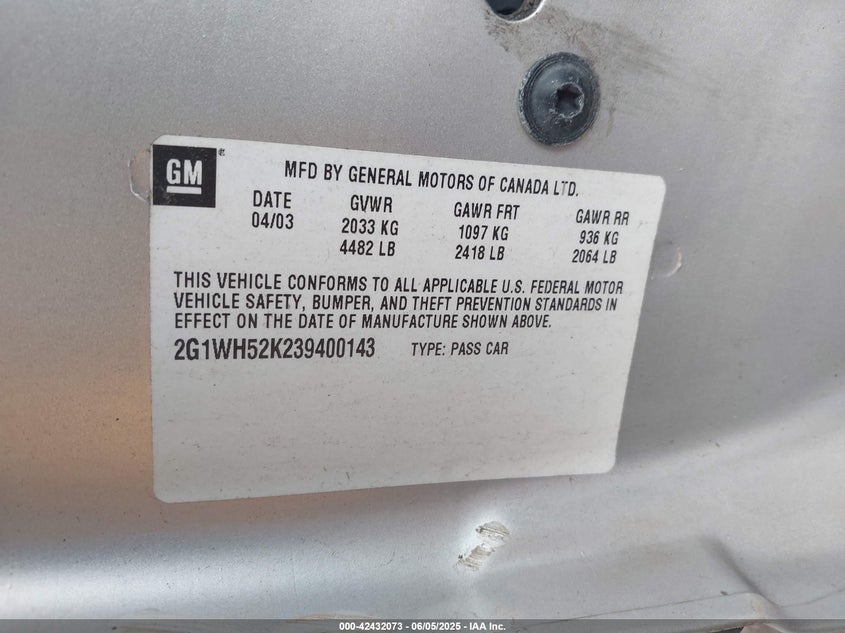 GM
MFD BY GENERAL MOTORS OF CANADA LTD.
DATE GVWR GAWR FRT GAWR RR
04/03 2033 KG 1097 KG 936 KG
4482 LB 2418 LB 2064 LB
THIS VEHICLE CONFORMS TO ALL APPLICABLE U.S. FEDERAL MOTOR
VEHICLE SAFETY, BUMPER, AND THEFT PREVENTION STANDARDS IN
EFFECT ON THE DATE OF MANUFACTURE SHOWN ABOVE.
2G1WH52K239400143 TYPE: PASS CAR
000-42432073 - 06/05/2025 - IAA Inc.